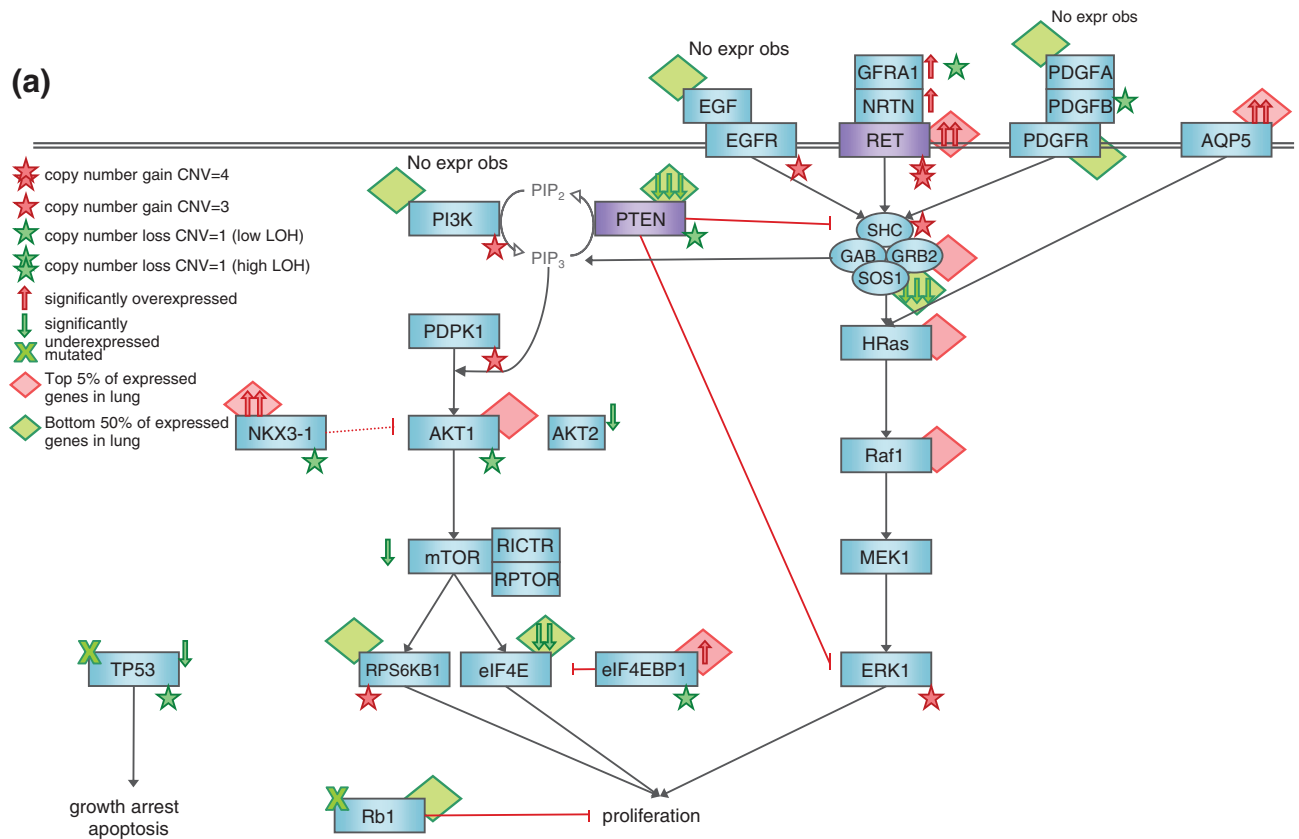 (a)
No expr obs
No expr obs
EGF
EGFR
GFRA1
NRTN
RET
PDGFA
PDGFB
PDGFR
AQP5
copy number gain CNV=4
copy number gain CNV=3
copy number loss CNV=1 (low LOH)
copy number loss CNV=1 (high LOH)
significantly overexpressed
significantly
underexpressed
mutated
Top 5% of expressed
genes in lung
Bottom 50% of expressed
genes in lung
No expr obs
PI3K
PIP2
PIP3
PTEN
SHC
GAB
GRB2
SOS1
PDPK1
HRas
NKX3-1
AKT1
AKT2
Raf1
mTOR
RICTR
RPTOR
MEK1
X
TP53
RPS6KB1
eIF4E
eIF4EBP1
ERK1
growth arrest
apoptosis
X
Rb1
proliferation